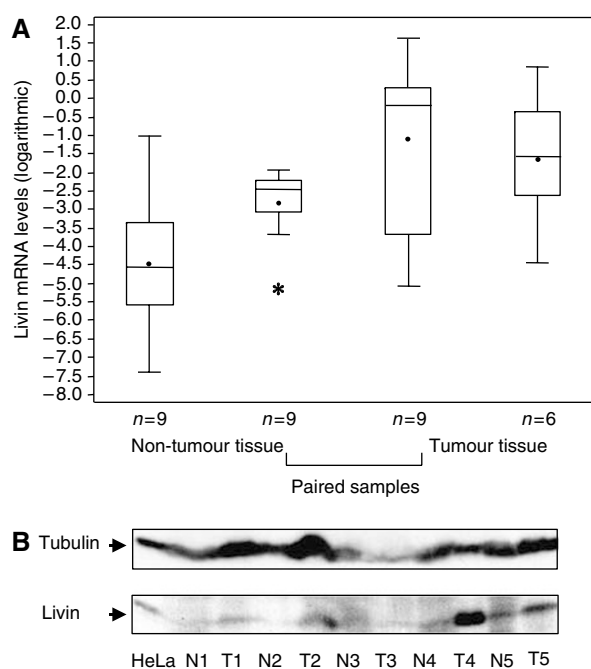 A
Livin mRNA levels (logarithmic)
2.0
1.5
1.0
0.5
0.0
−0.5
−1.0
−1.5
−2.0
−2.5
−3.0
−3.5
−4.0
−4.5
−5.0
−5.5
−6.0
−6.5
−7.0
−7.5
−8.0
*
n=9 n=9 n=9 n=6
Non-tumour tissue Tumour tissue
Paired samples
B
Tubulin
Livin
HeLa N1 T1 N2 T2 N3 T3 N4 T4 N5 T5